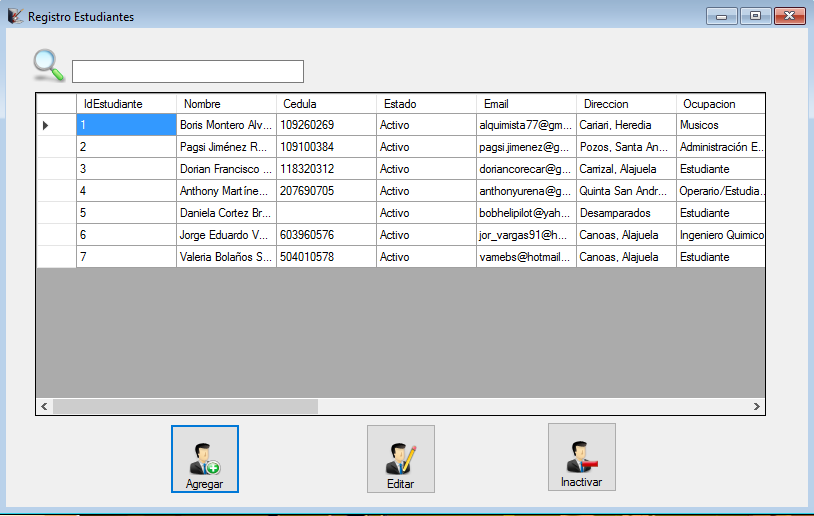 Registro Estudiantes
IdEstudiante Nombre Cedula Estado Email Direccion Ocupacion
1 Boris Montero Alv... 109260269 Activo alquimista77@gm... Cariari, Heredia Musicos
2 Pagsi Jiménez R... 109100384 Activo pagsi.jimenez@g... Pozos, Santa An... Administración E...
3 Dorian Francisco ... 118320312 Activo doriancorecar@g... Carrizal, Alajuela Estudiante
4 Anthony Martíne... 207690705 Activo anthonyurena@g... Quinta San Andr... Operario/Estudia...
5 Daniela Cortez Br... Activo bobhelipilot@yah... Desamparados Estudiante
6 Jorge Eduardo V... 603960576 Activo jor_vargas91@h... Canoas, Alajuela Ingeniero Quimico
7 Valeria Bolaños S... 504010578 Activo vamebs@hotmail... Canoas, Alajuela Estudiante
Agregar Editar Inactivar